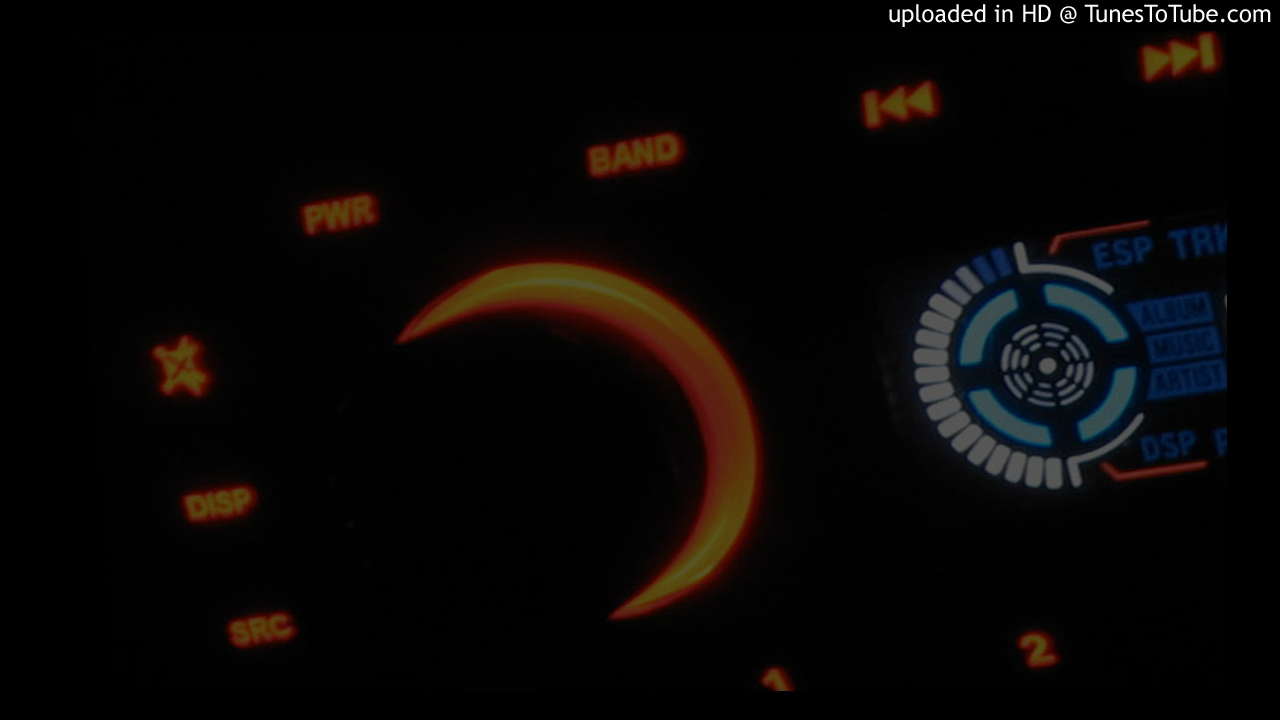 uploaded in HD @ TunesToTube.com
BAND
PWR
ESP TRK
ALBUM
MUSIC
ARTIST
DSP
DISP
SRC
2
1